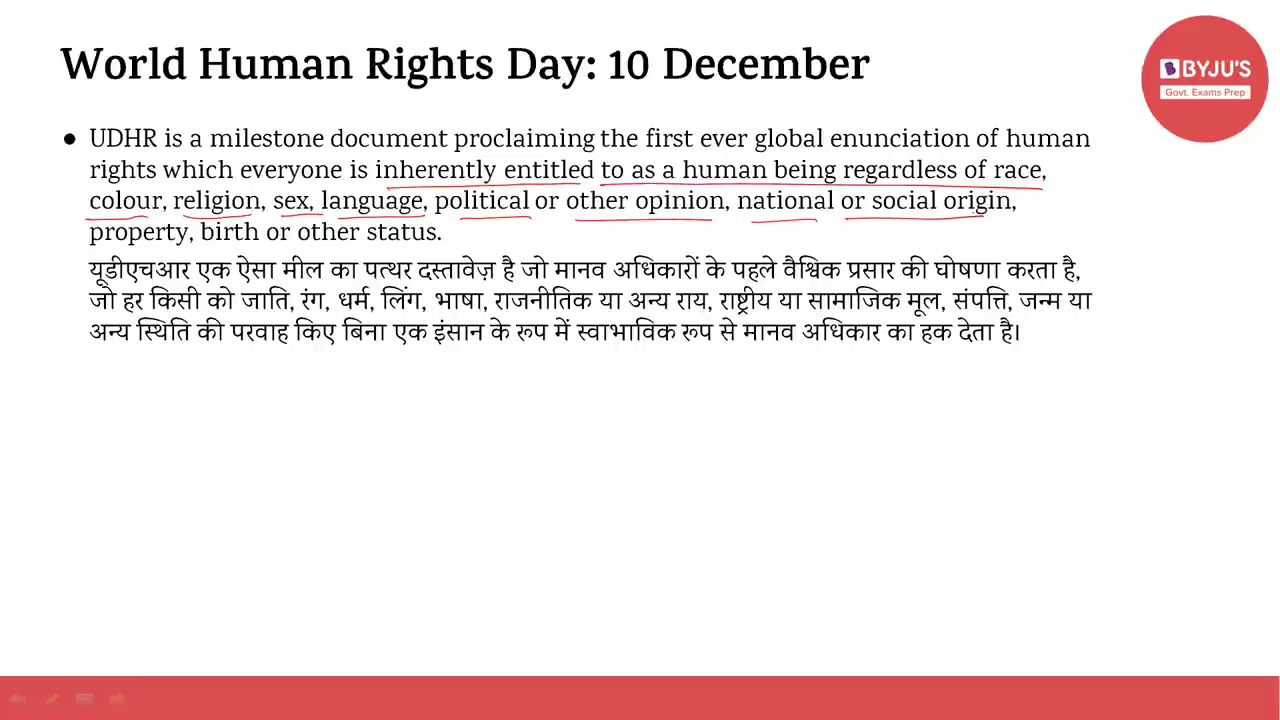 World Human Rights Day: 10 December
BYJU'S
Govt. Exams Prep
● UDHR is a milestone document proclaiming the first ever global enunciation of human
rights which everyone is inherently entitled to as a human being regardless of race,
colour, religion, sex, language, political or other opinion, national or social origin,
property, birth or other status.
यूडीएचआर एक ऐसा मील का पत्थर दस्तावेज़ है जो मानव अधिकारों के पहले वैश्विक प्रसार की घोषणा करता है,
जो हर किसी को जाति, रंग, धर्म, लिंग, भाषा, राजनीतिक या अन्य राय, राष्ट्रीय या सामाजिक मूल, संपत्ति, जन्म या
अन्य स्थिति की परवाह किए बिना एक इंसान के रूप में स्वाभाविक रूप से मानव अधिकार का हक देता है।